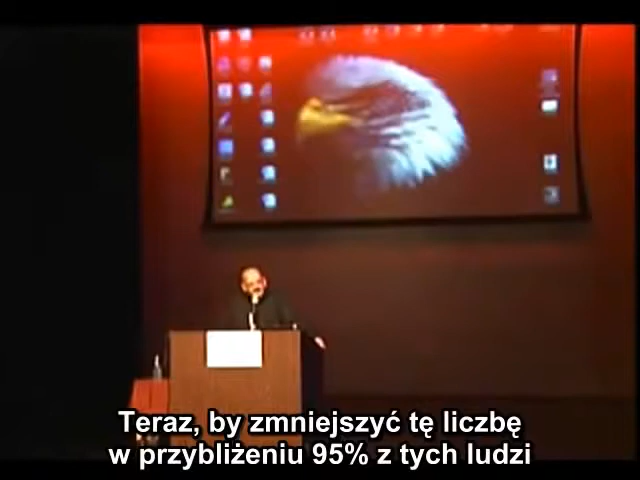 Teraz, by zmniejszyć tę liczbę
w przybliżeniu 95% z tych ludzi